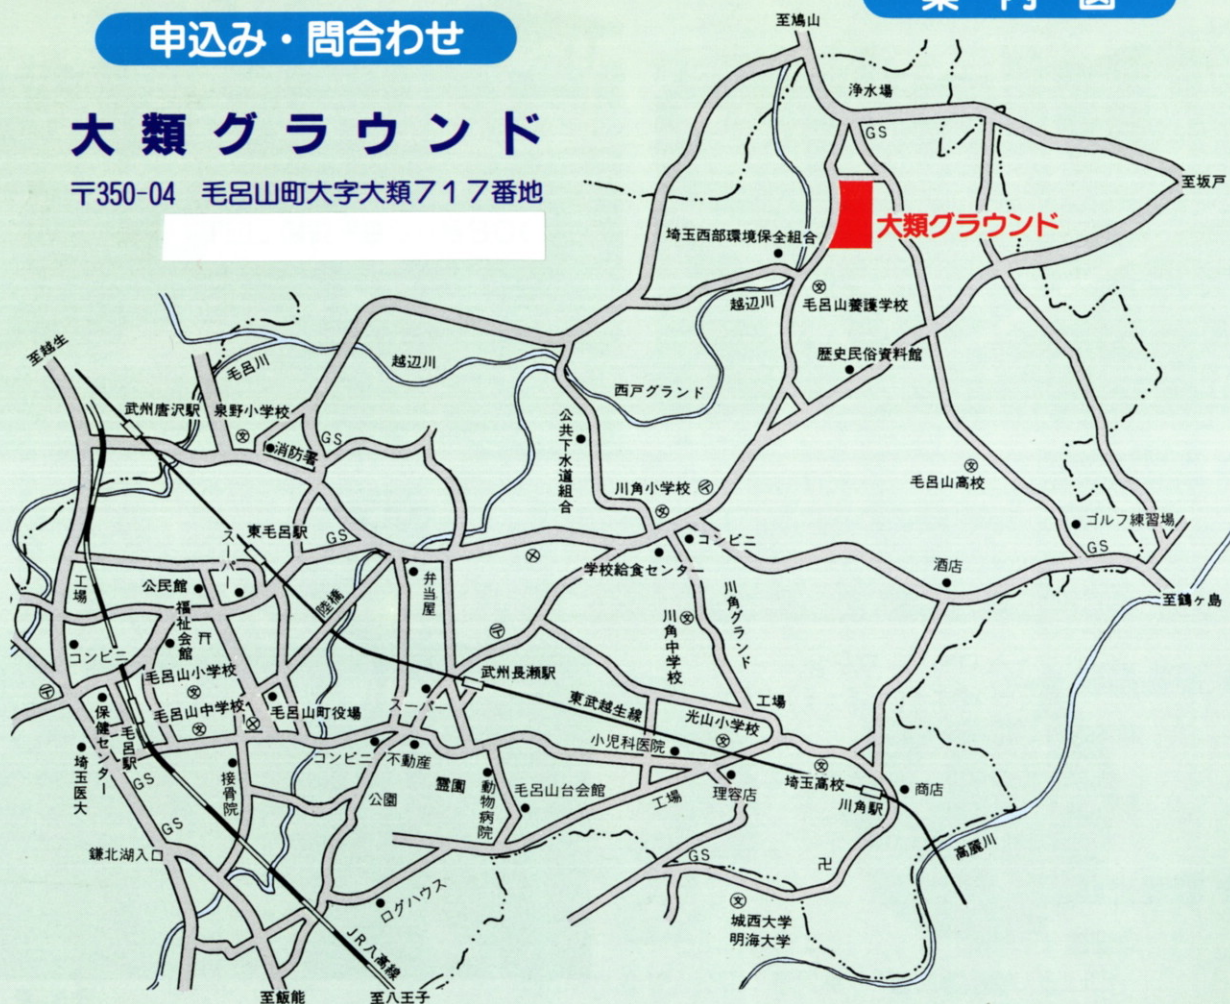 案内図
申込み・問合わせ
大類グラウンド
〒350-04 毛呂山町大字大類717番地
至鳩山
浄水場
GS
至坂戸
大類グラウンド
埼玉西部環境保全組合
越辺川
毛呂山養護学校
歴史民俗資料館
至越生
毛呂川
越辺川
西戸グランド
武州唐沢駅
泉野小学校
GS
消防署
公共下水道組合
川角小学校
毛呂山高校
ゴルフ練習場
GS
東毛呂駅
スーパー
GS
コンビニ
学校給食センター
酒店
至鶴ヶ島
工場
公民館
福祉会館
陸橋
弁当屋
川角グランド
川角中学校
コンビニ
毛呂山小学校
武州長瀬駅
毛呂山中学校
毛呂山町役場
スーパー
東武越生線
光山小学校
工場
保健センター
毛呂駅
埼玉医大
GS
接骨院
コンビニ
不動産
小児科医院
公園
霊園
動物病院
毛呂山台会館
工場
理容店
埼玉高校
川角駅
商店
GS
鎌北湖入口
GS
高麗川
ログハウス
城西大学
明海大学
JR八高線
至飯能
至八王子